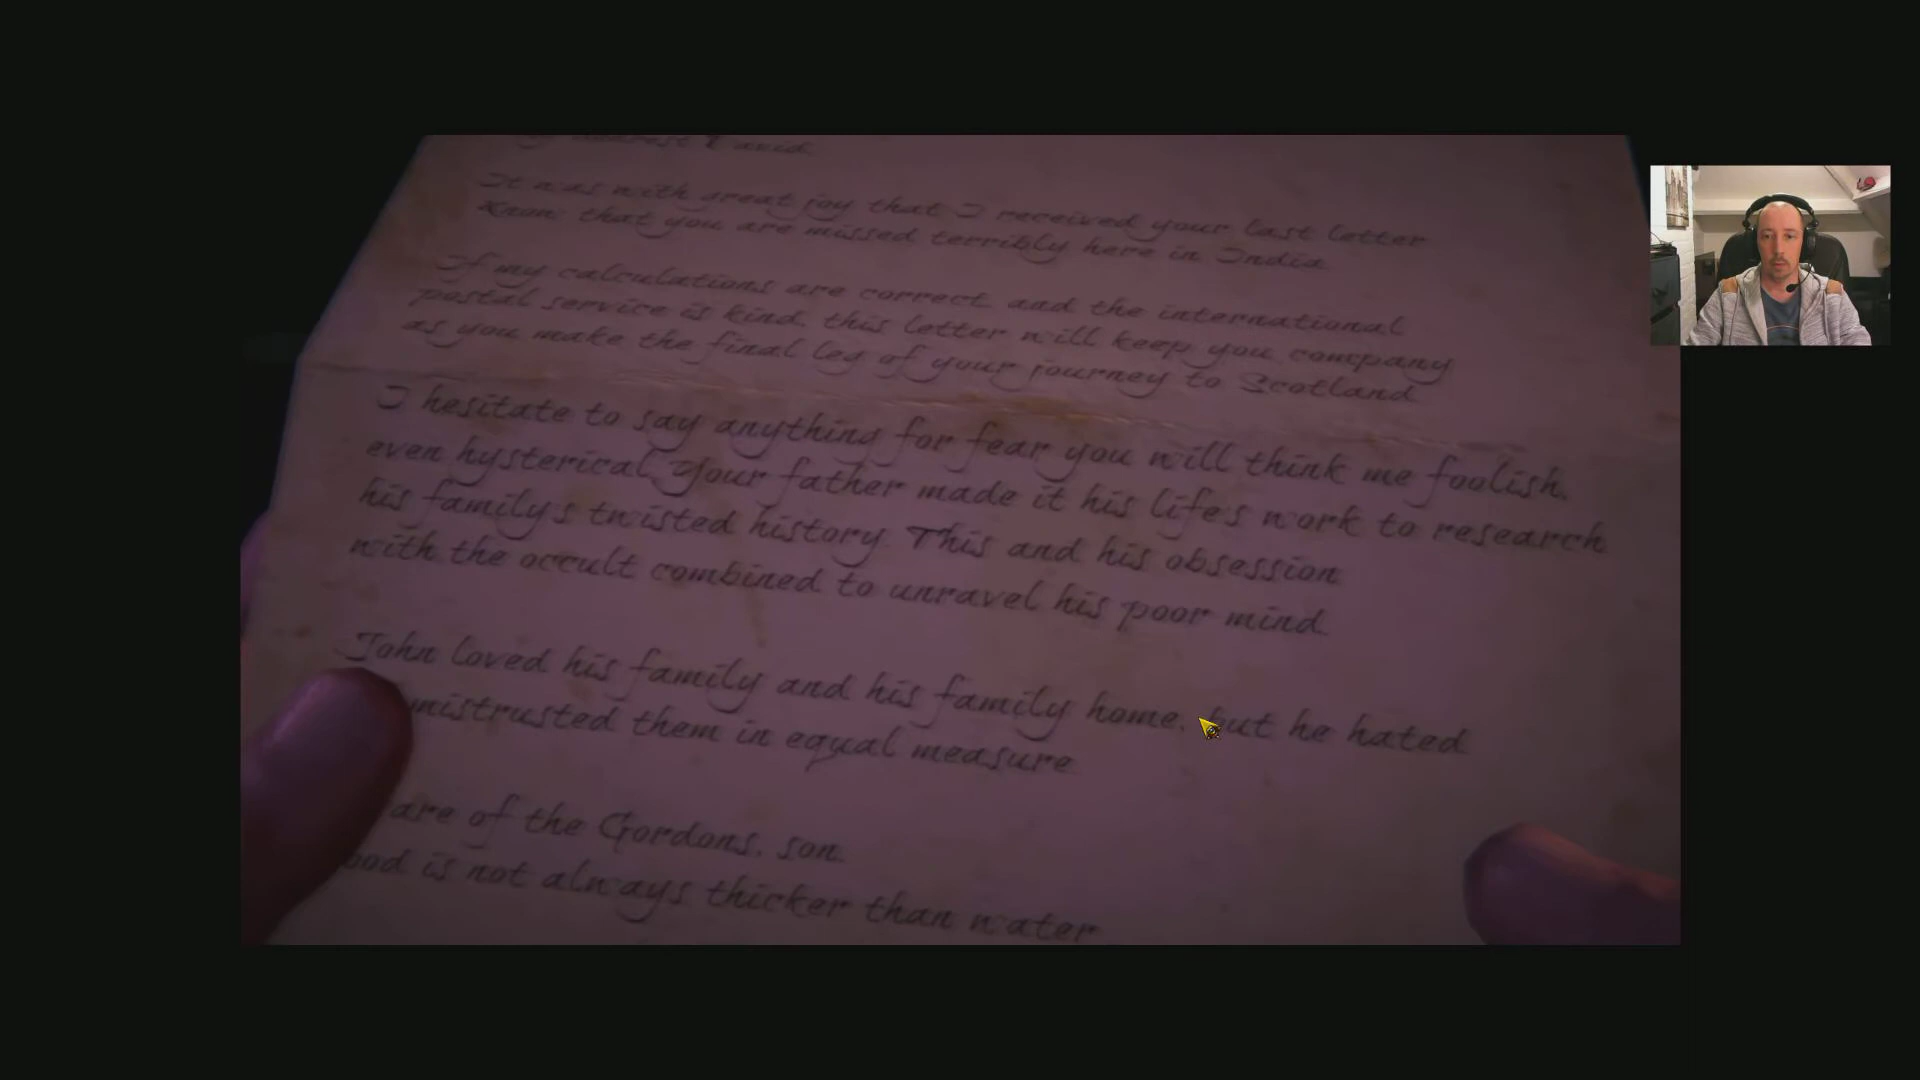 dearest David
It was with great joy that I received your last letter
Know that you are missed terribly here in India
If my calculations are correct and the international
postal service is kind, this letter will keep you company
as you make the final leg of your journey to Scotland
I hesitate to say anything for fear you will think me foolish,
even hysterical. Your father made it his life's work to research
his family's twisted history. This and his obsession
with the occult combined to unravel his poor mind.
John loved his family and his family home, but he hated
mistrusted them in equal measure
are of the Gordons, son.
ood is not always thicker than water